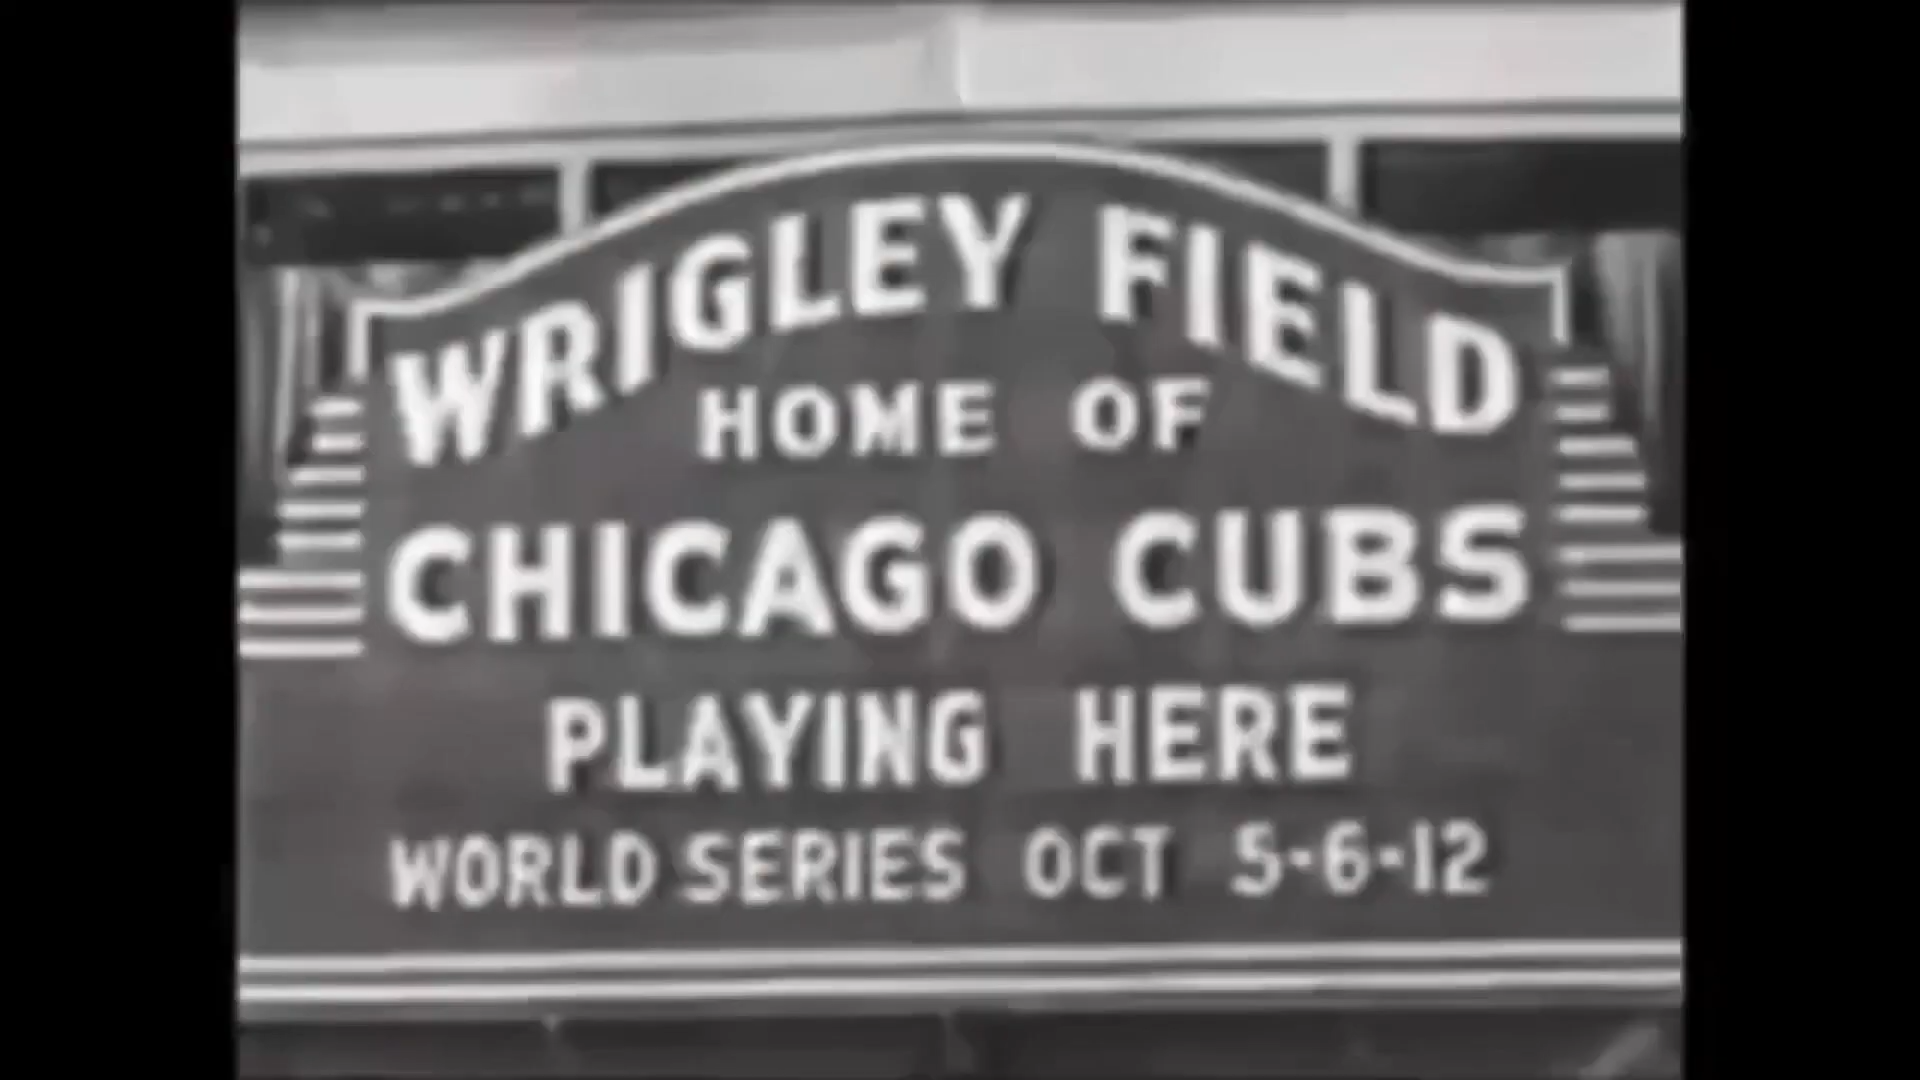 WRIGLEY FIELD
HOME OF
CHICAGO CUBS
PLAYING HERE
WORLD SERIES OCT 5-6-12